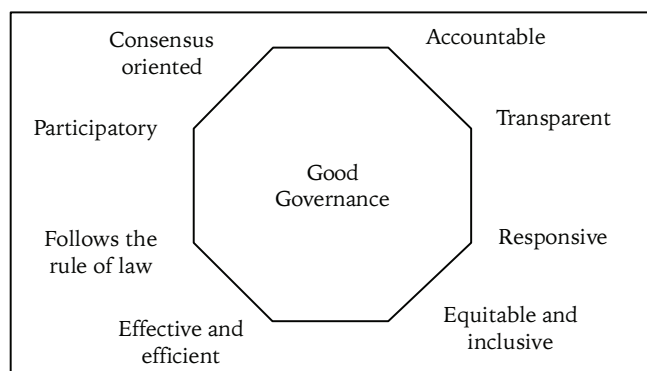 Consensus
oriented
Accountable
Participatory
Transparent
Good
Governance
Follows the
rule of law
Responsive
Effective and
efficient
Equitable and
inclusive